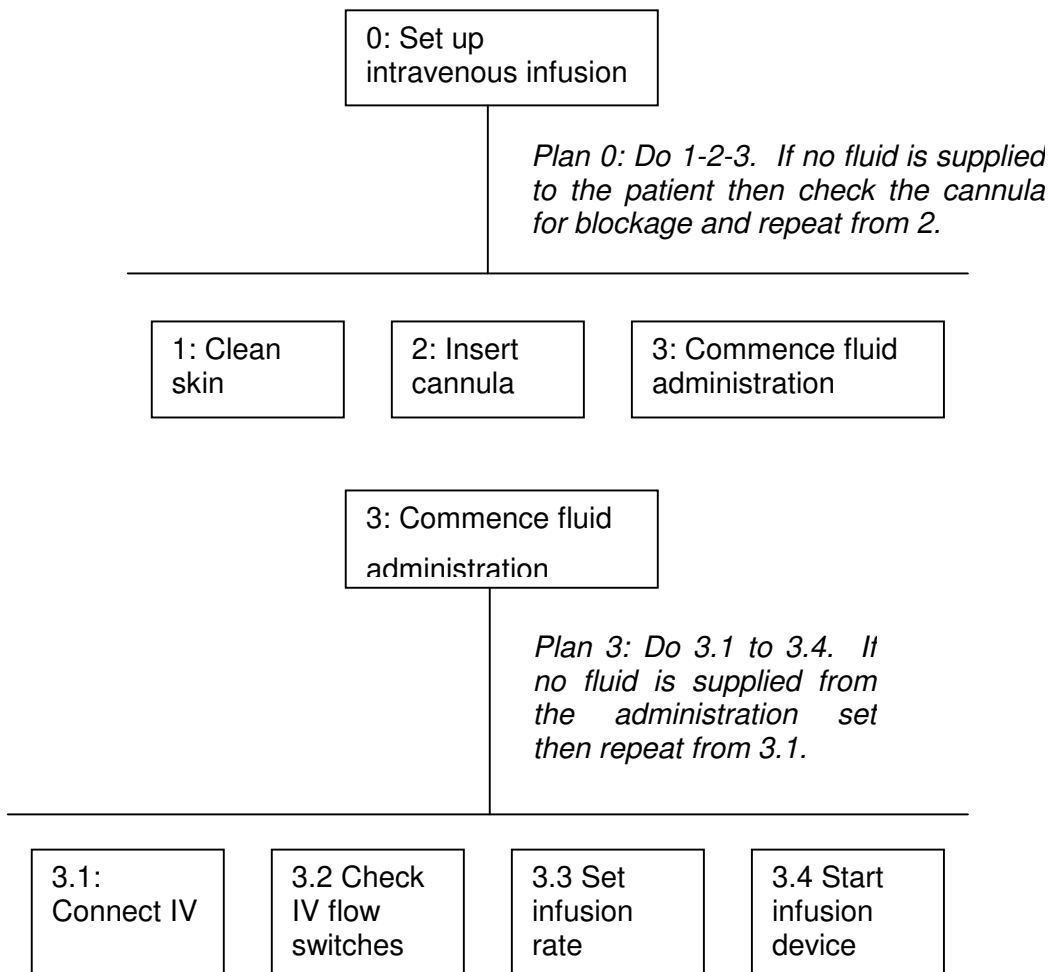 0: Set up
intravenous infusion
Plan 0: Do 1-2-3. If no fluid is supplied
to the patient then check the cannula
for blockage and repeat from 2.
1: Clean
skin
2: Insert
cannula
3: Commence fluid
administration
3: Commence fluid
administration
Plan 3: Do 3.1 to 3.4. If
no fluid is supplied from
the administration set
then repeat from 3.1.
3.1:
Connect IV
3.2 Check
IV flow
switches
3.3 Set
infusion
rate
3.4 Start
infusion
device